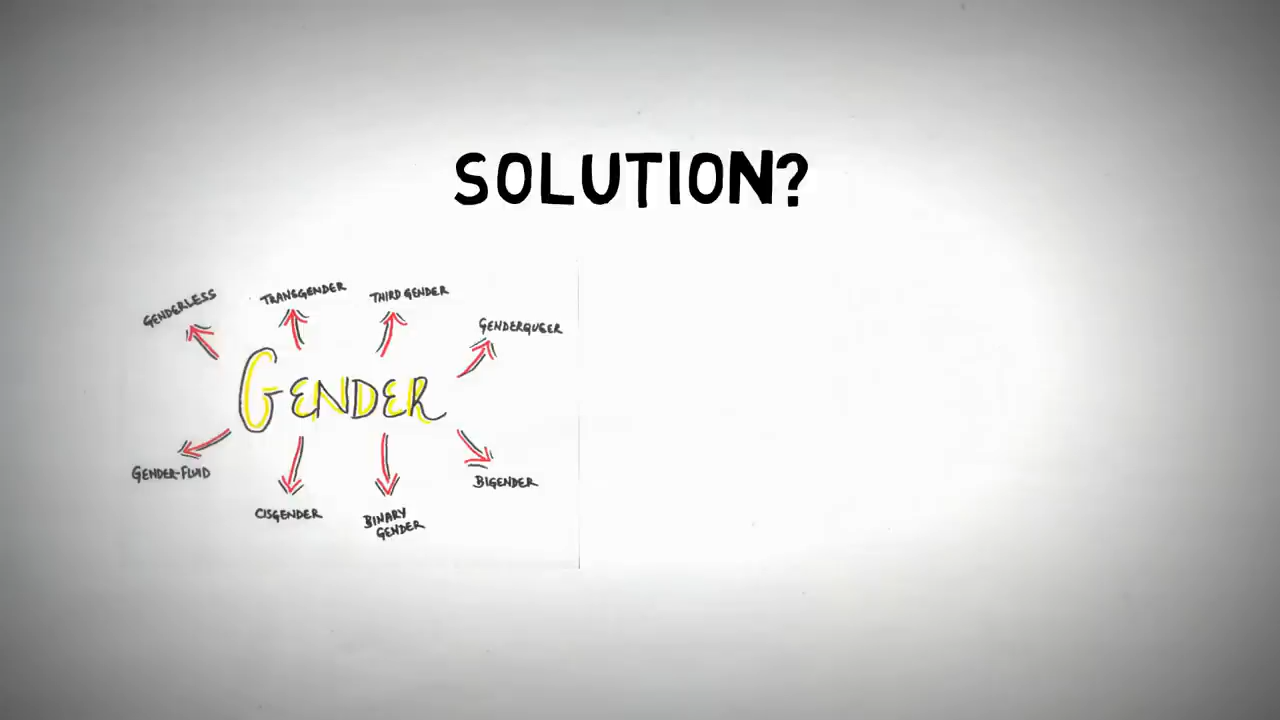 SOLUTION?
GENDERLESS
TRANSGENDER
THIRD GENDER
GENDERQUEER
GENDER
GENDER-FLUID
CISGENDER
BINARY
GENDER
BIGENDER